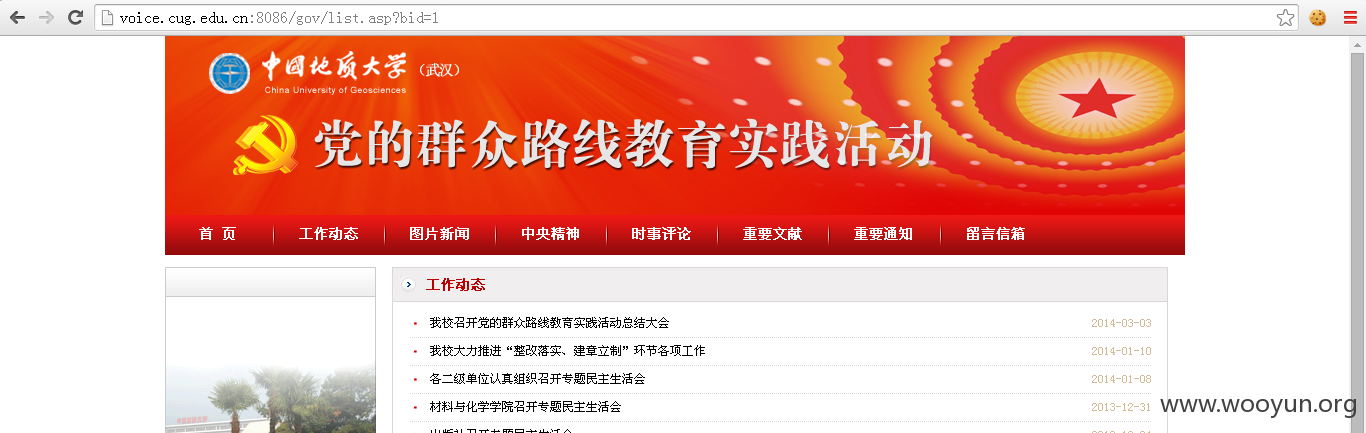 voice.cug.edu.cn:8086/gov/list.asp?bid=1
中国地质大学（武汉）
China University of Geosciences
党的群众路线教育实践活动
首 页 工作动态 图片新闻 中央精神 时事评论 重要文献 重要通知 留言信箱
工作动态
我校召开党的群众路线教育实践活动总结大会 2014-03-03
我校大力推进“整改落实、建章立制”环节各项工作 2014-01-10
各二级单位认真组织召开专题民主生活会 2014-01-08
材料与化学学院召开专题民主生活会 2013-12-31
www.wooyun.org